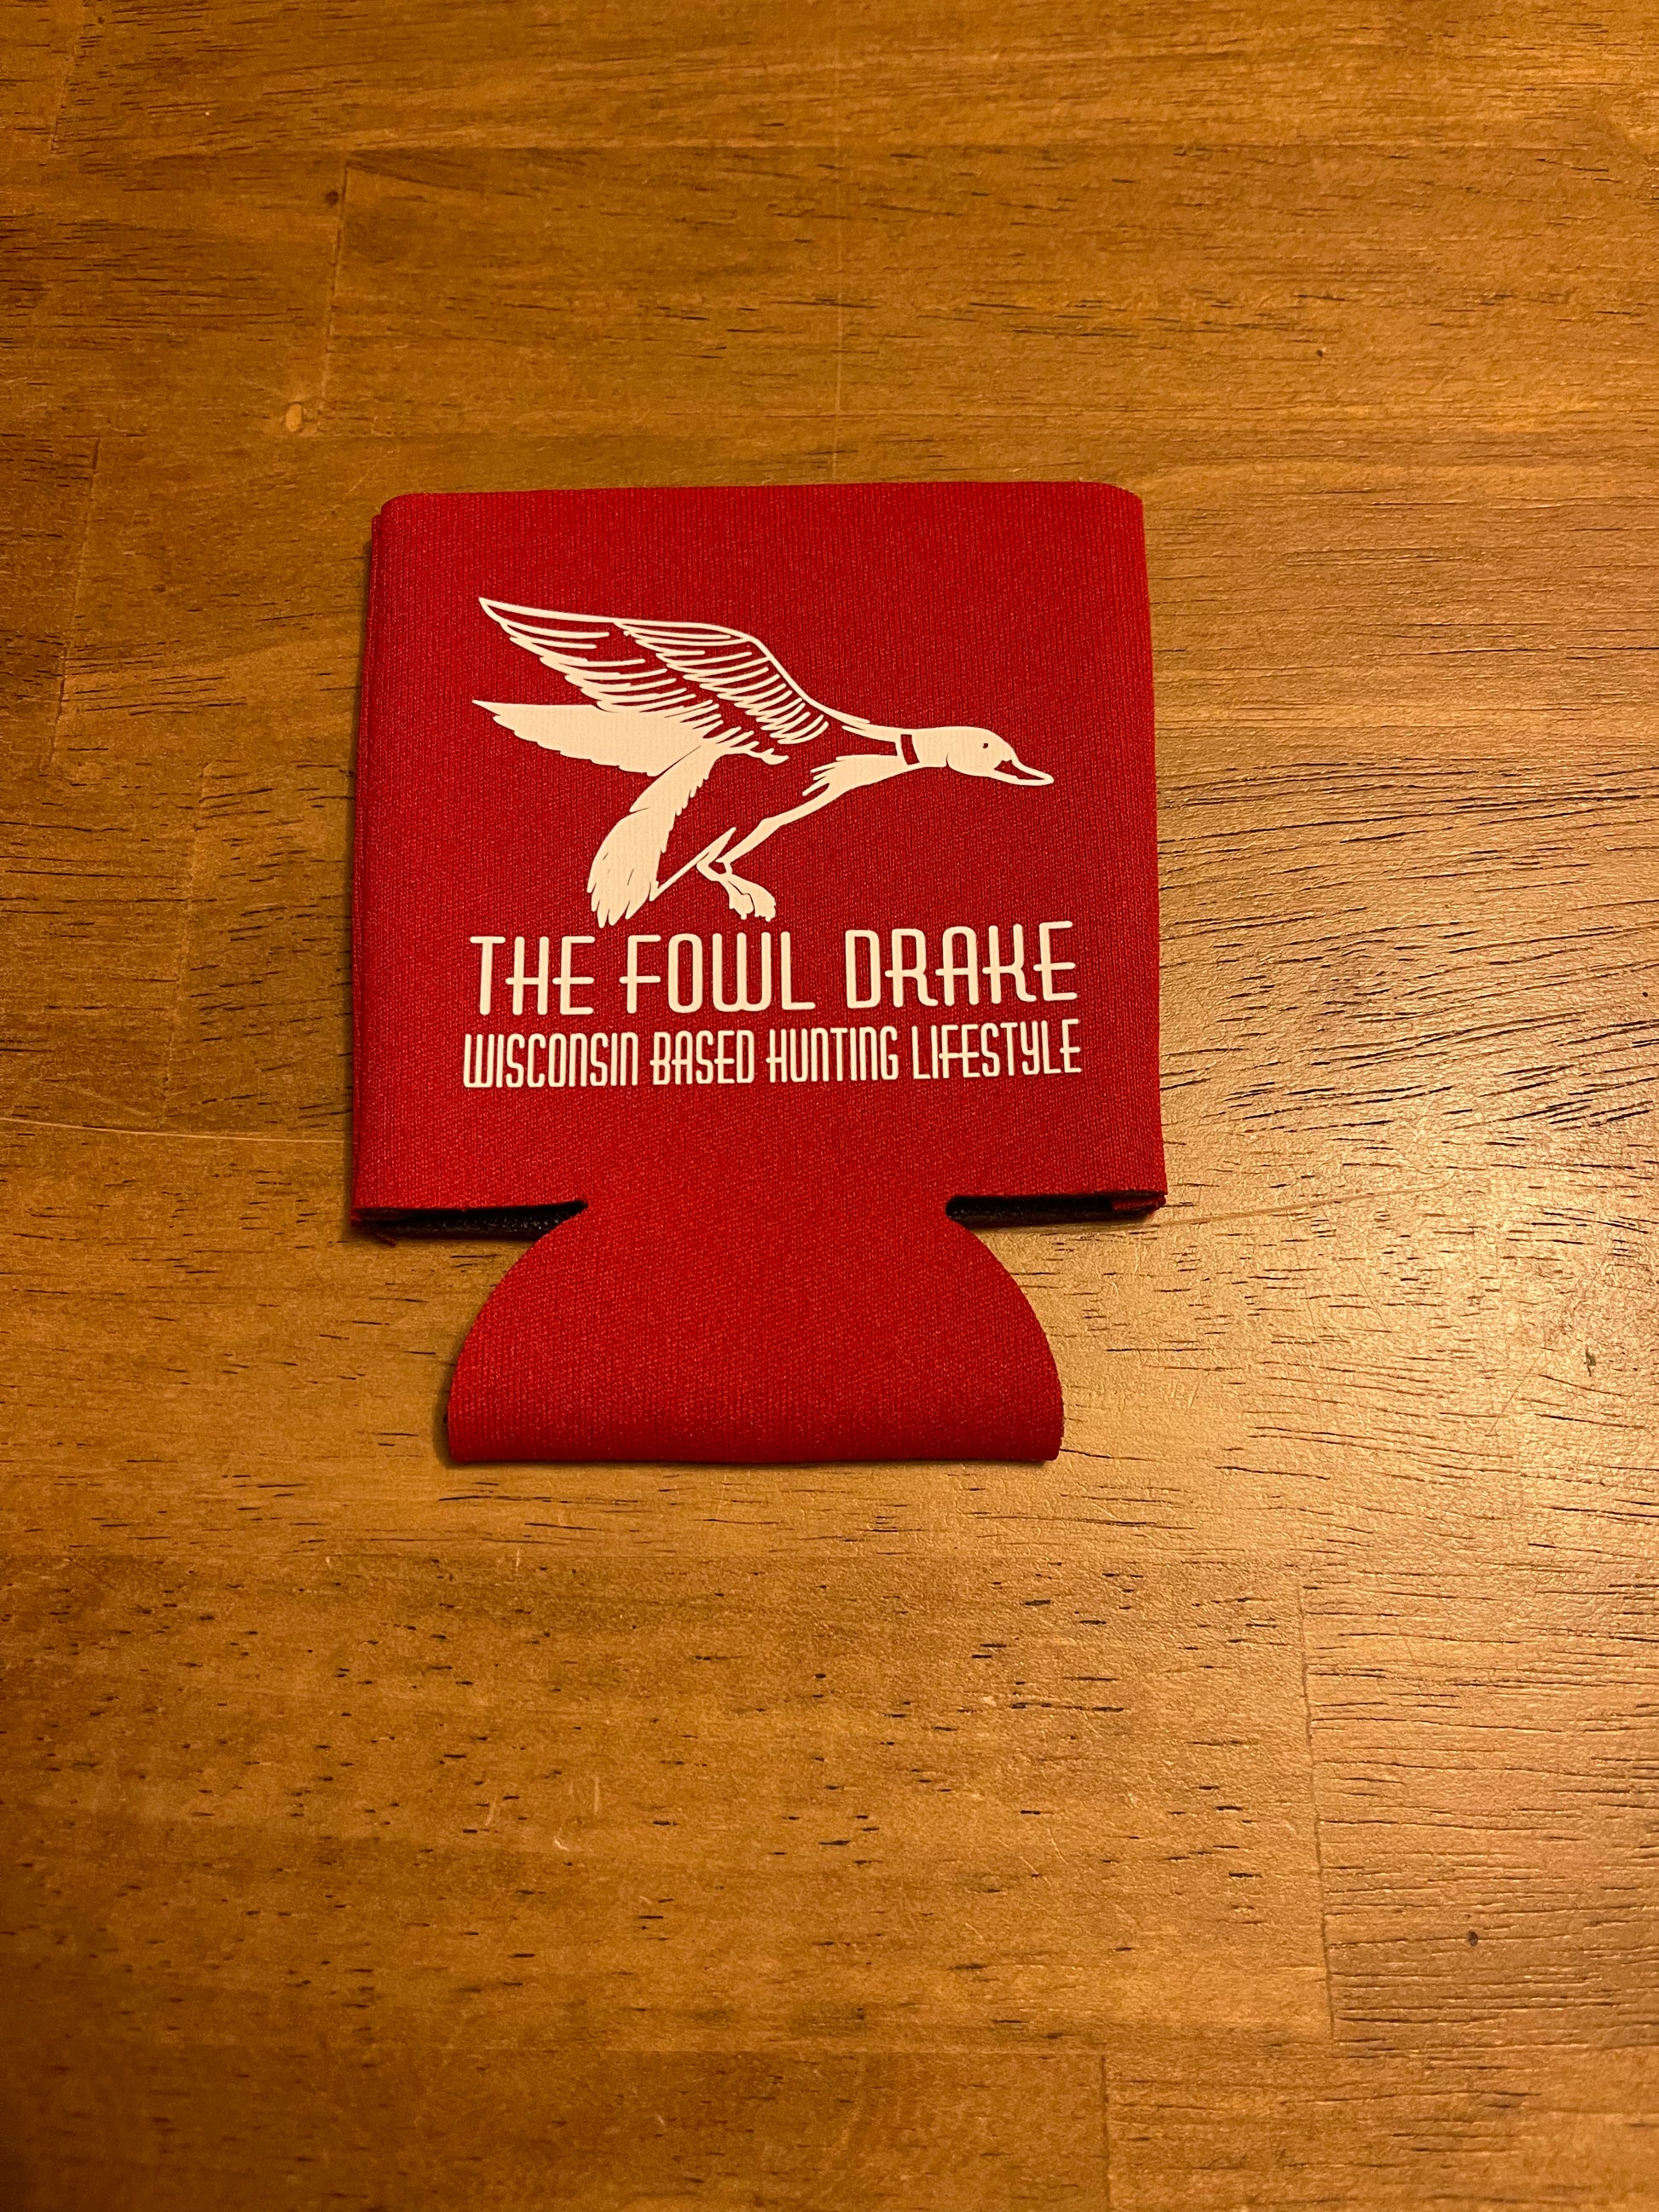 THE FOWL DRAKE
WISCONSIN BASED HUNTING LIFESTYLE